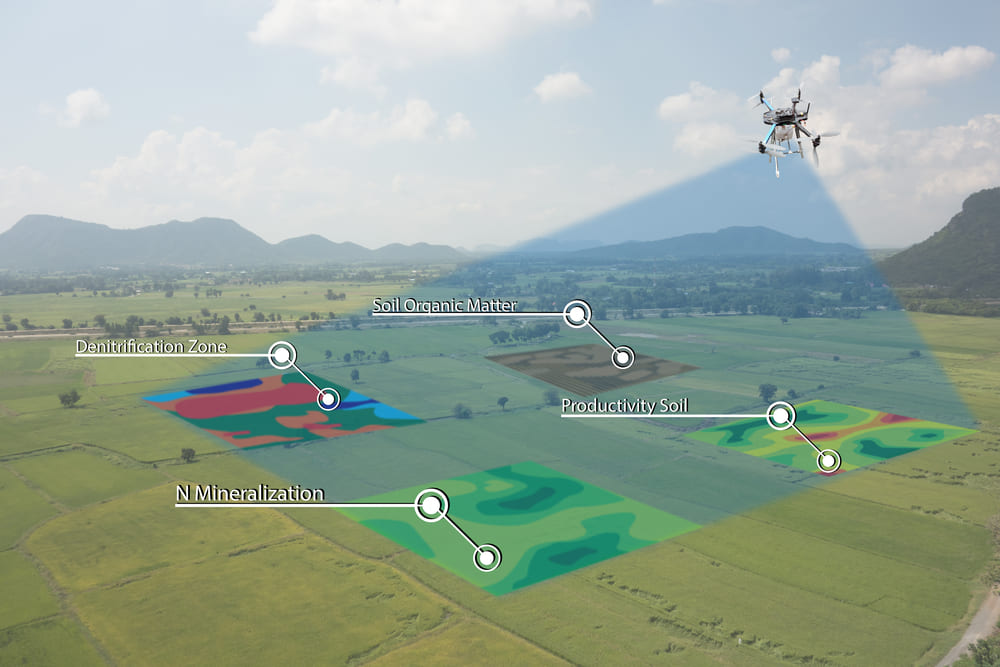 Soil Organic Matter
Denitrification Zone
Productivity Soil
N Mineralization